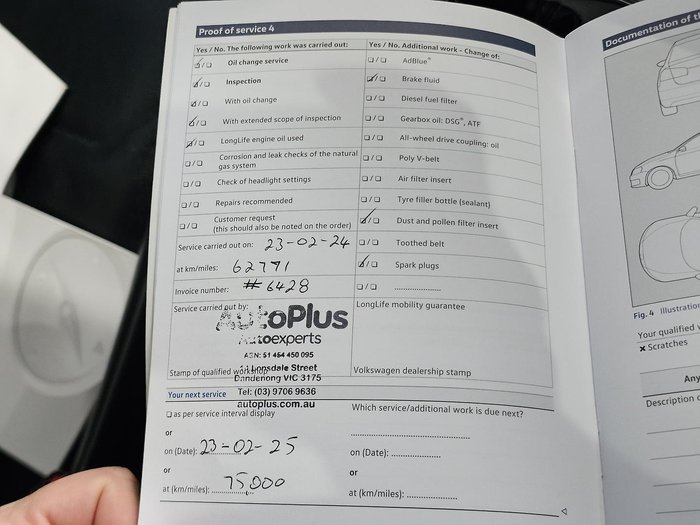 Proof of service 4
Yes / No. The following work was carried out:
☑/☐ Oil change service
☑/☐ Inspection
☑/☐ With oil change
☑/☐ With extended scope of inspection
☑/☐ LongLife engine oil used
☐/☐ Corrosion and leak checks of the natural
gas system
☐/☐ Check of headlight settings
☐/☐ Repairs recommended
☐/☐ Customer request
(this should also be noted on the order)
Service carried out on: 23-02-24
at km/miles: 62791
Invoice number: #6428
Service carried out by:
AutoPlus
Autoexperts
ABN: 51 464 450 095
Lonsdale Street
Stamp of qualified workshop
Dandenong VIC 3175
Tel: (03) 9706 9636
autoplus.com.au
Yes / No. Additional work - Change of:
☐/☐ AdBlue®
☑/☐ Brake fluid
☐/☐ Diesel fuel filter
☐/☐ Gearbox oil: DSG®, ATF
☐/☐ All-wheel drive coupling: oil
☐/☐ Poly V-belt
☐/☐ Air filter insert
☐/☐ Tyre filler bottle (sealant)
☑/☐ Dust and pollen filter insert
☐/☐ Toothed belt
☑/☐ Spark plugs
☐/☐ ....................
LongLife mobility guarantee
Volkswagen dealership stamp
Your next service
☐ as per service interval display
or
on (Date): 23-02-25
or
at (km/miles): 75000
Which service/additional work is due next?
on (Date): ....................
or
at (km/miles): ....................
Documentation of th
Fig. 4 Illustration
Your qualified
× Scratches
Any
Description o